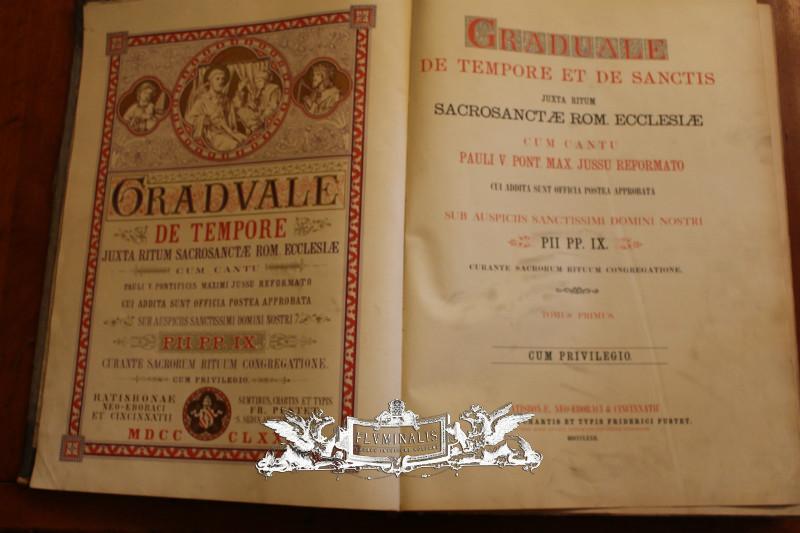 GRADVALE
DE TEMPORE
JUXTA RITUM SACROSANCTÆ ROM. ECCLESIÆ
CUM CANTU
PAULI V. PONTIFICIS MAXIMI JUSSU REFORMATO
CUI ADDITA SUNT OFFICIA POSTEA APPROBATA
SUB AUSPICIIS SANCTISSIMI DOMINI NOSTRI
PII PP. IX.
CURANTE SACRORUM RITUUM CONGREGATIONE.
CUM PRIVILEGIO.
RATISBONAE
NEO-EBORACI
ET CINCINNATII
SUMTIBUS, CHARTIS ET TYPIS
FR. PUSTET
MDCC
GRADUALE
DE TEMPORE ET DE SANCTIS
JUXTA RITUM
SACROSANCTÆ ROM. ECCLESIÆ
CUM CANTU
PAULI V. PONT. MAX. JUSSU REFORMATO
CUI ADDITA SUNT OFFICIA POSTEA APPROBATA
SUB AUSPICIIS SANCTISSIMI DOMINI NOSTRI
PII PP. IX.
CURANTE SACRORUM RITUUM CONGREGATIONE.
TOMUS PRIMUS
CUM PRIVILEGIO.
NEO-EBORACI & CINCINNATII
CHARTIS ET TYPIS FRIDERICI PUSTET.
FLVMINALIS